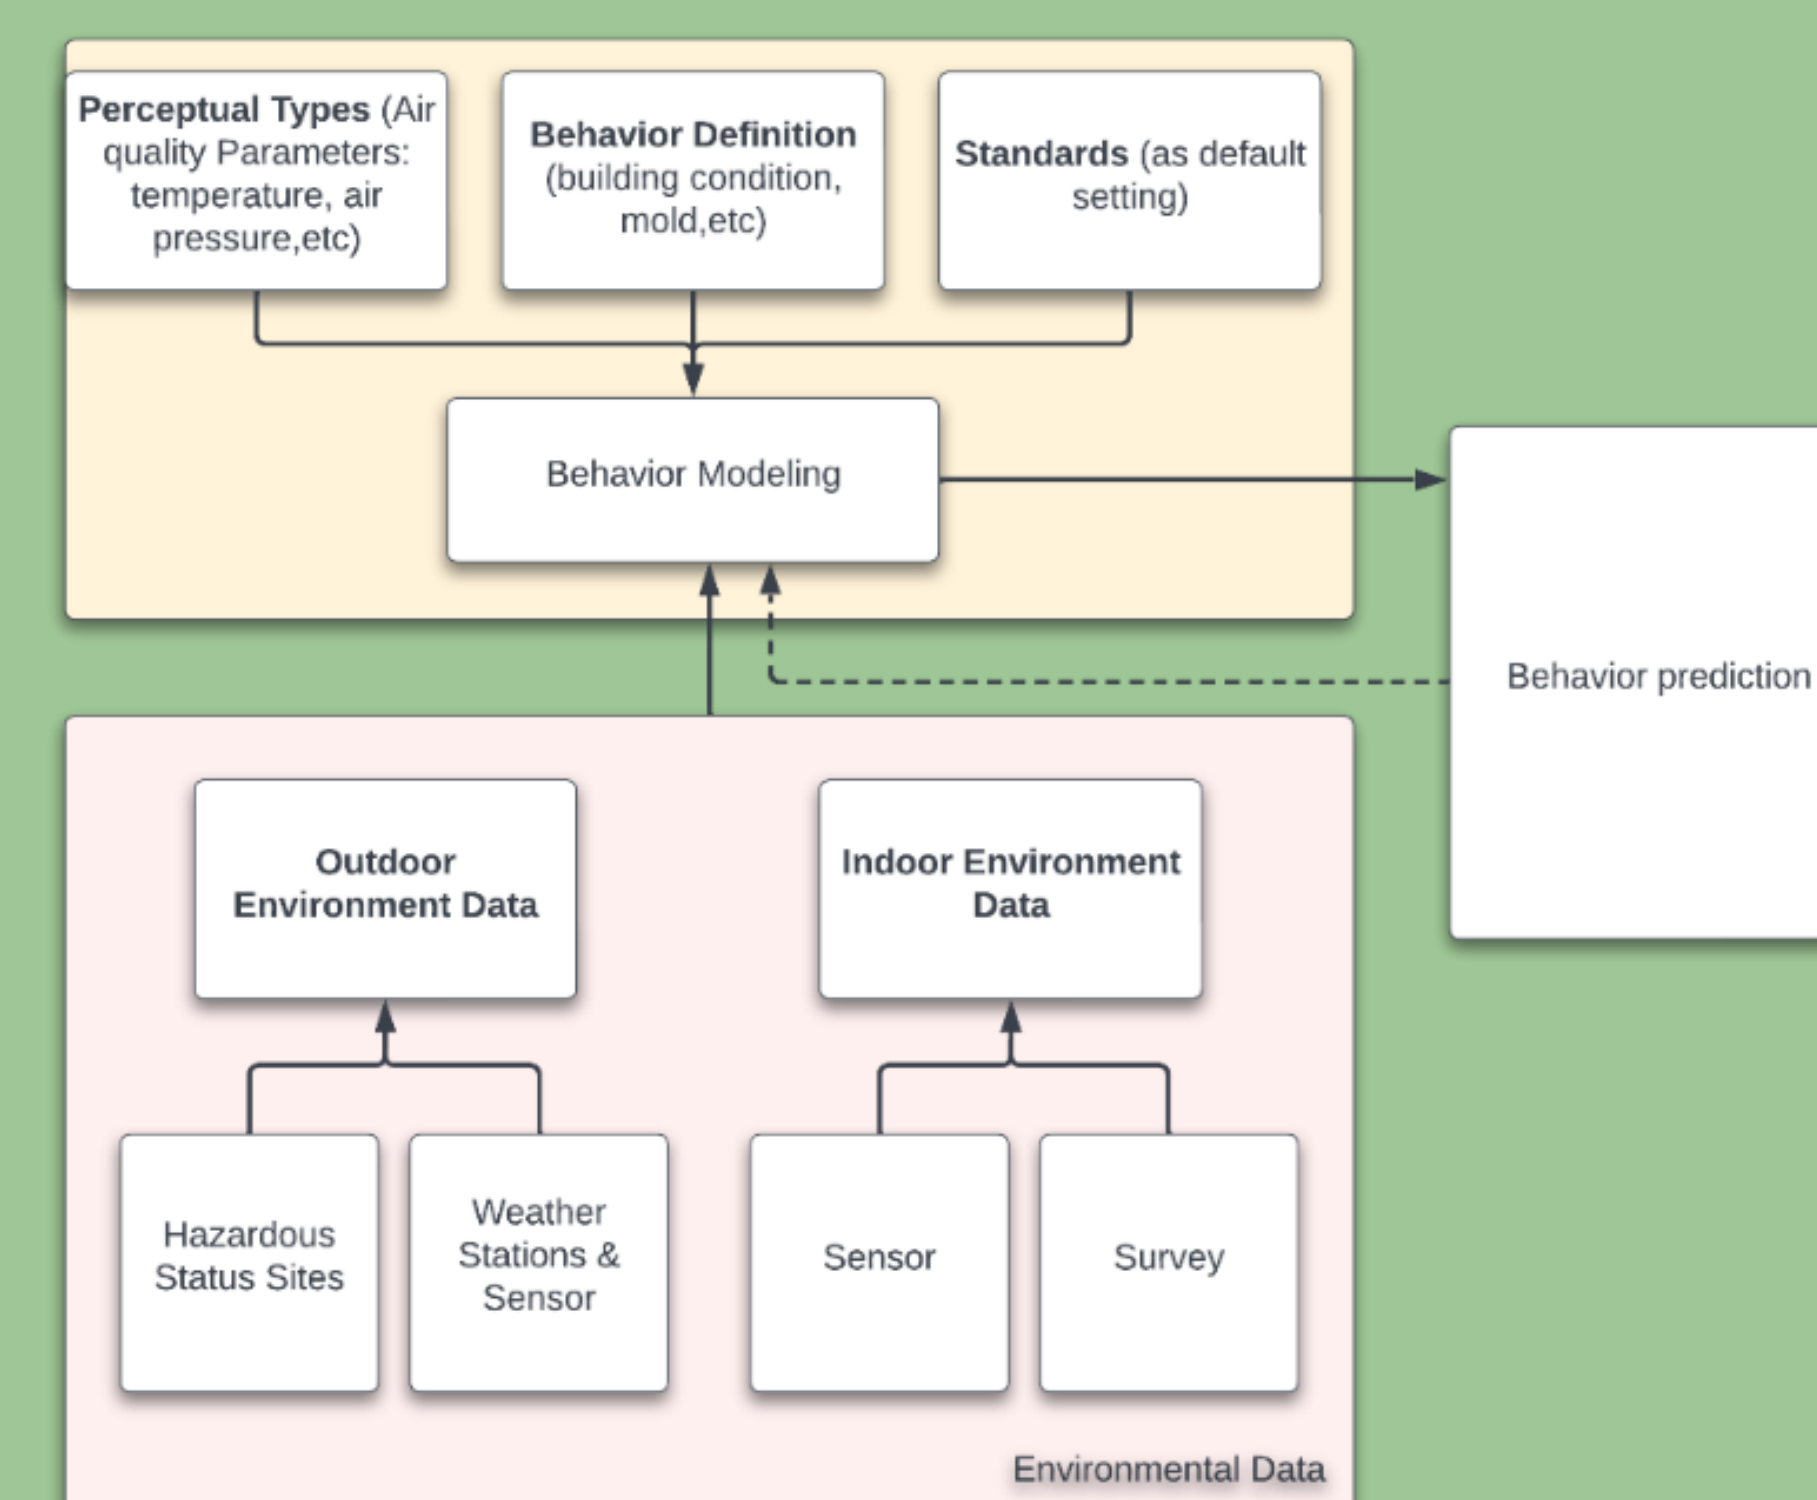 Perceptual Types (Air
quality Parameters:
temperature, air
pressure,etc)
Behavior Definition
(building condition,
mold,etc)
Standards (as default
setting)
Behavior Modeling
Behavior prediction
Outdoor
Environment Data
Indoor Environment
Data
Hazardous
Status Sites
Weather
Stations &
Sensor
Sensor
Survey
Environmental Data